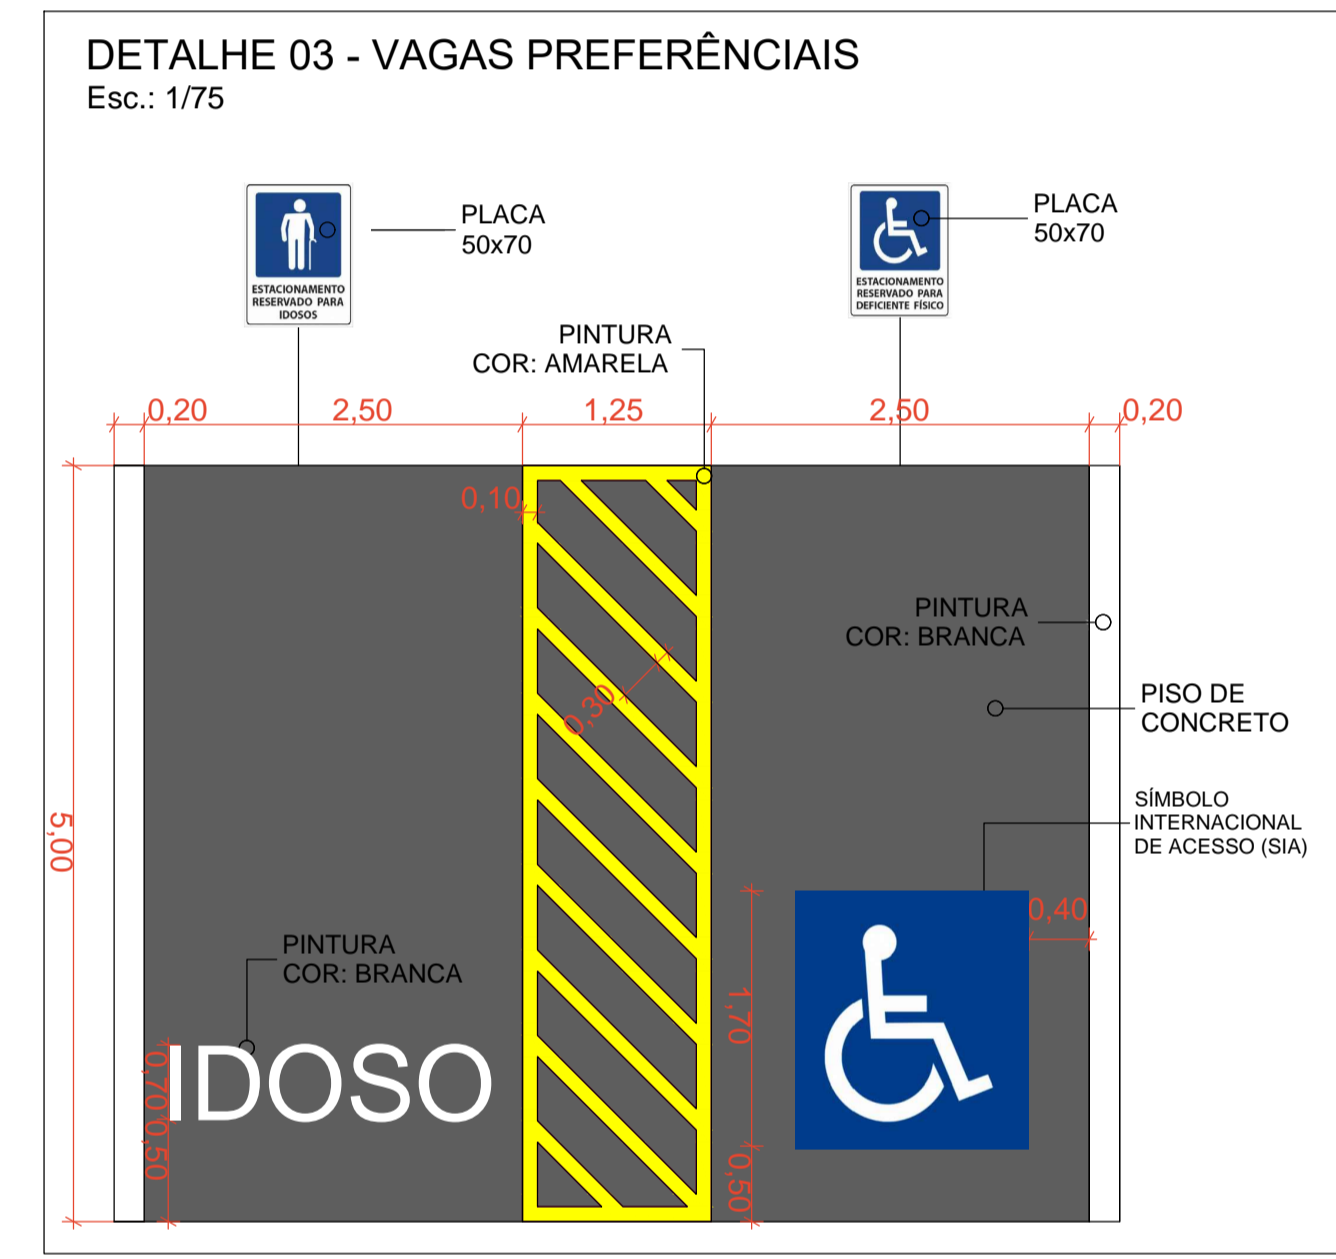 DETALHE 03 - VAGAS PREFERÊNCIAIS
Esc.: 1/75
ESTACIONAMENTO
RESERVADO PARA
IDOSOS
PLACA
50x70
ESTACIONAMENTO
RESERVADO PARA
DEFICIENTE FÍSICO
PLACA
50x70
PINTURA
COR: AMARELA
0,20
2,50
1,25
2,50
0,20
0,10
0,30
5,00
PINTURA
COR: BRANCA
PISO DE
CONCRETO
SÍMBOLO
INTERNACIONAL
DE ACESSO (SIA)
0,40
1,70
0,50
PINTURA
COR: BRANCA
IDOSO
0,70
0,50